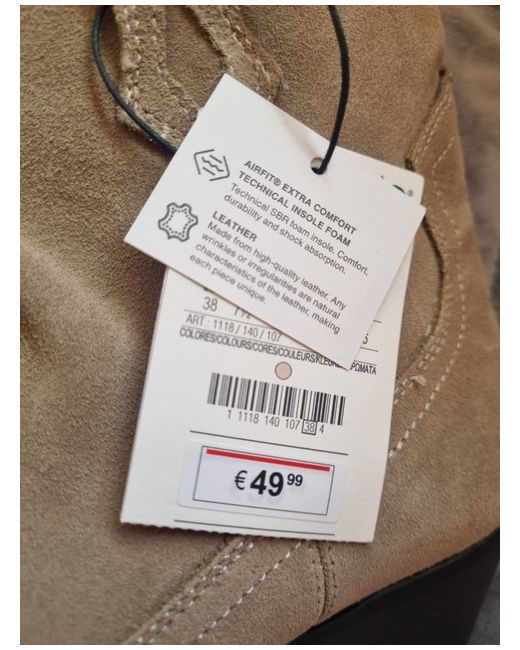 ®
AIRFIT® EXTRA COMFORT
TECHNICAL INSOLE FOAM
Technical SBR foam insole. Comfort,
durability and shock absorption.
LEATHER
Made from high-quality leather. Any
wrinkles or irregularities are natural
characteristics of the leather, making
each piece unique.
38
ART.: 1118 / 140 / 107
COLORES/COLOURS/CORES/COULEURS/
1 1118 140 107 38 4
€ 49 99